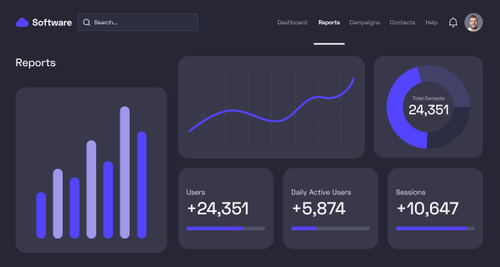 Software
Search...
Dashboard
Reports
Campaigns
Contacts
Help
Reports
Total Contacts
24,351
Users
+24,351
Daily Active Users
+5,874
Sessions
+10,647